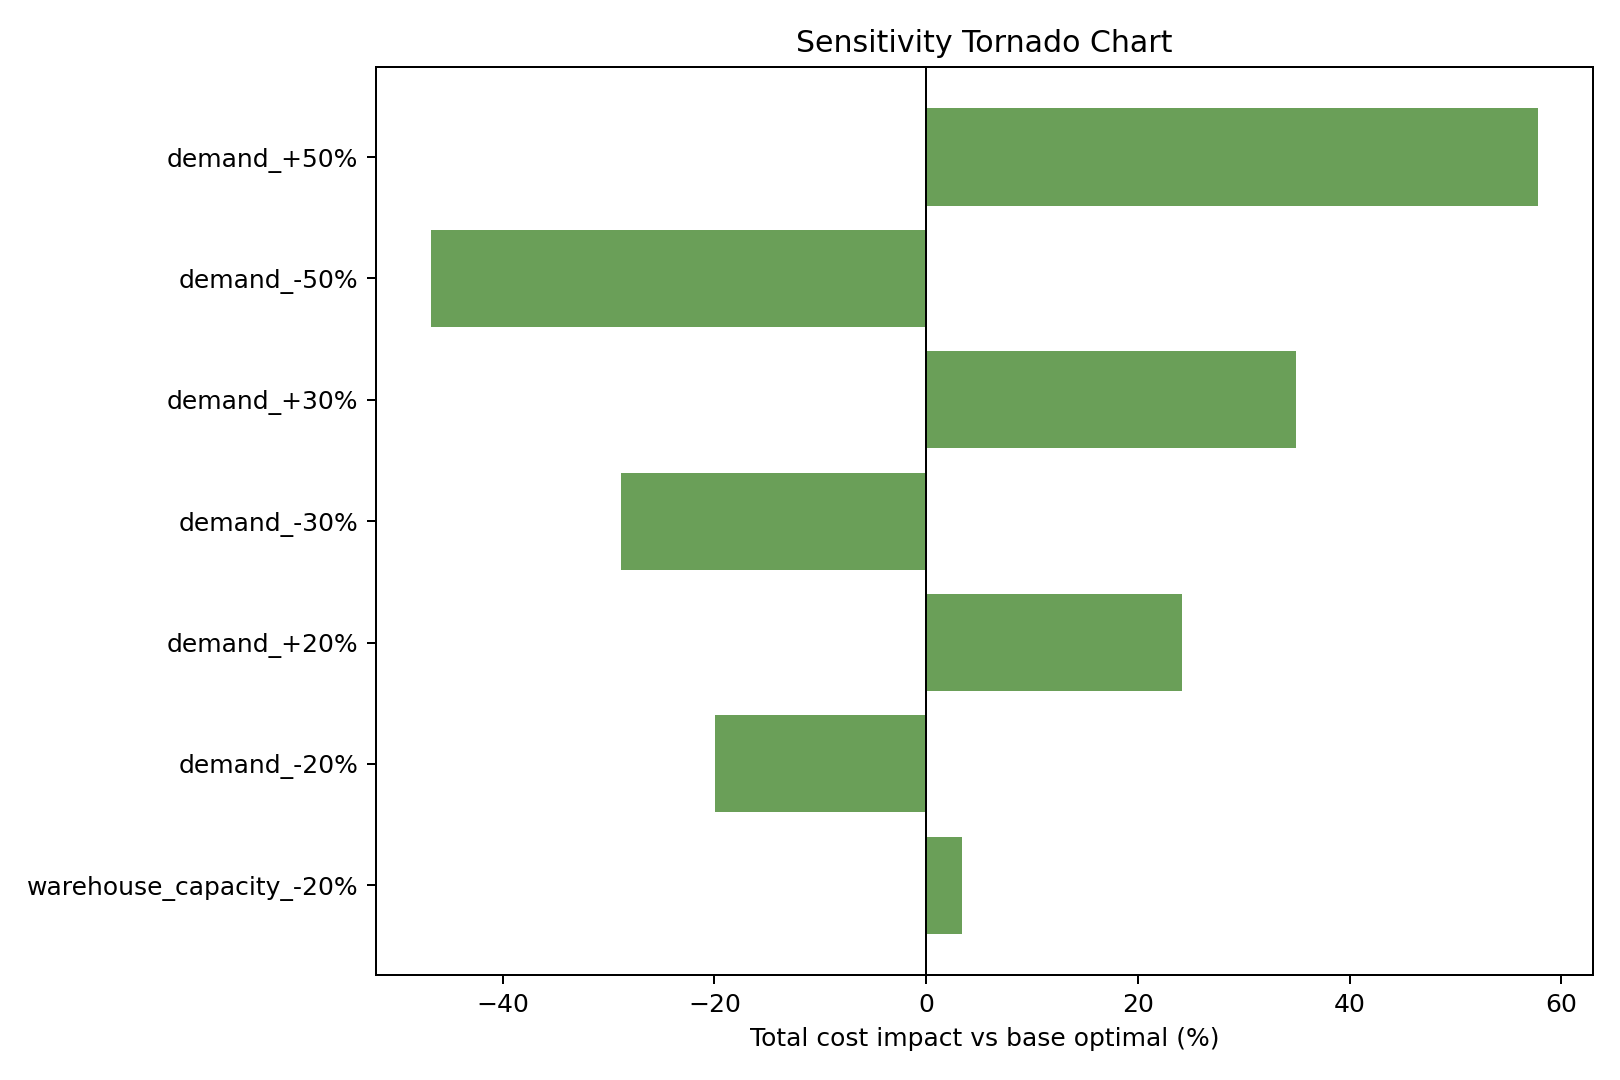 Sensitivity Tornado Chart
demand_+50%
demand_-50%
demand_+30%
demand_-30%
demand_+20%
demand_-20%
warehouse_capacity_-20%
−40 −20 0 20 40 60
Total cost impact vs base optimal (%)